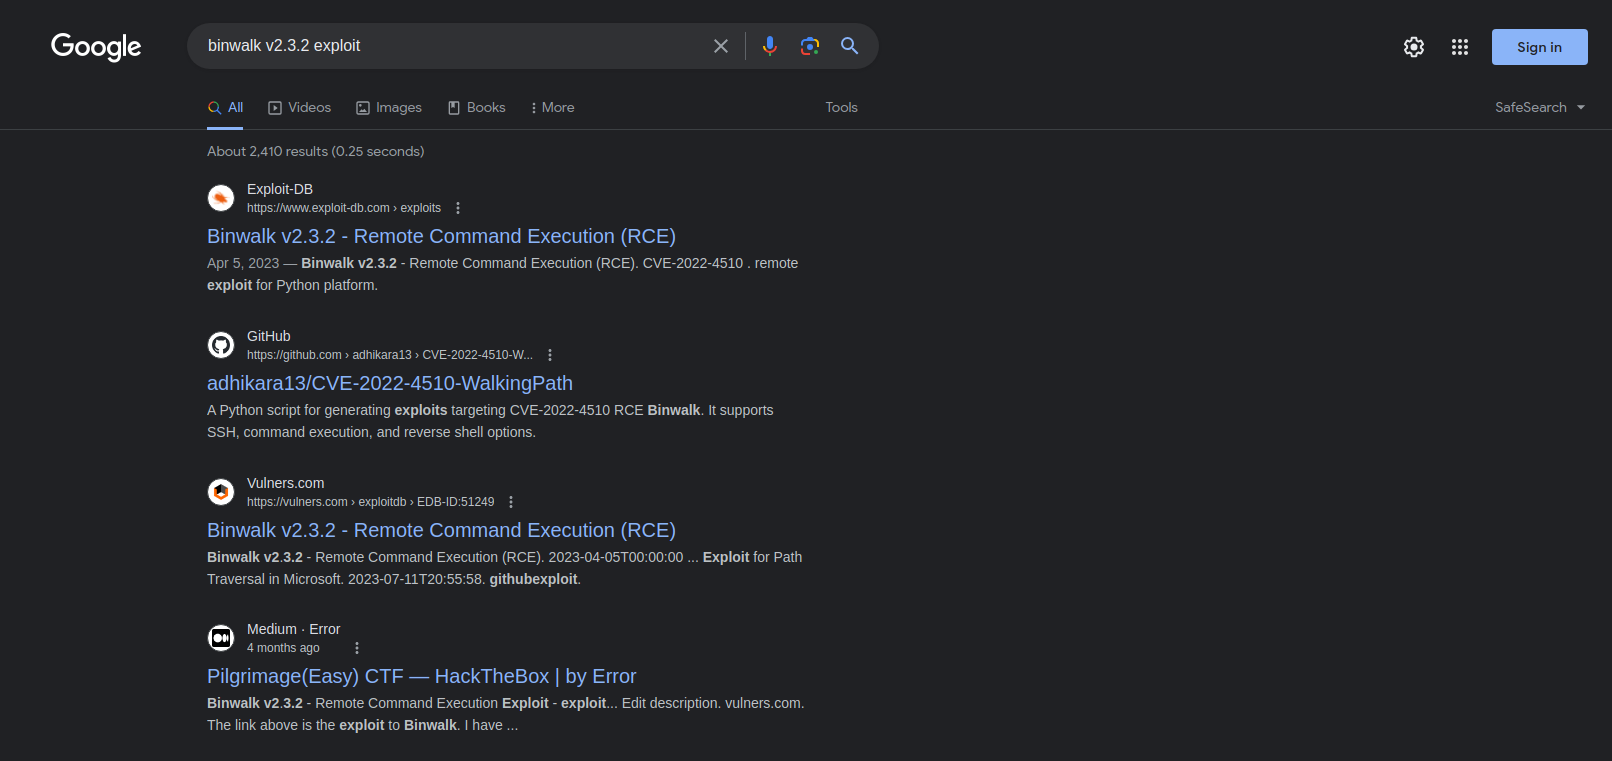 Google
binwalk v2.3.2 exploit
Sign in
All
Videos
Images
Books
More
Tools
SafeSearch
About 2,410 results (0.25 seconds)
Exploit-DB
https://www.exploit-db.com › exploits
Binwalk v2.3.2 - Remote Command Execution (RCE)
Apr 5, 2023 — Binwalk v2.3.2 - Remote Command Execution (RCE). CVE-2022-4510 . remote
exploit for Python platform.
GitHub
https://github.com › adhikara13 › CVE-2022-4510-W...
adhikara13/CVE-2022-4510-WalkingPath
A Python script for generating exploits targeting CVE-2022-4510 RCE Binwalk. It supports
SSH, command execution, and reverse shell options.
Vulners.com
https://vulners.com › exploitdb › EDB-ID:51249
Binwalk v2.3.2 - Remote Command Execution (RCE)
Binwalk v2.3.2 - Remote Command Execution (RCE). 2023-04-05T00:00:00 ... Exploit for Path
Traversal in Microsoft. 2023-07-11T20:55:58. githubexploit.
Medium · Error
4 months ago
Pilgrimage(Easy) CTF — HackTheBox | by Error
Binwalk v2.3.2 - Remote Command Execution Exploit - exploit... Edit description. vulners.com.
The link above is the exploit to Binwalk. I have ...